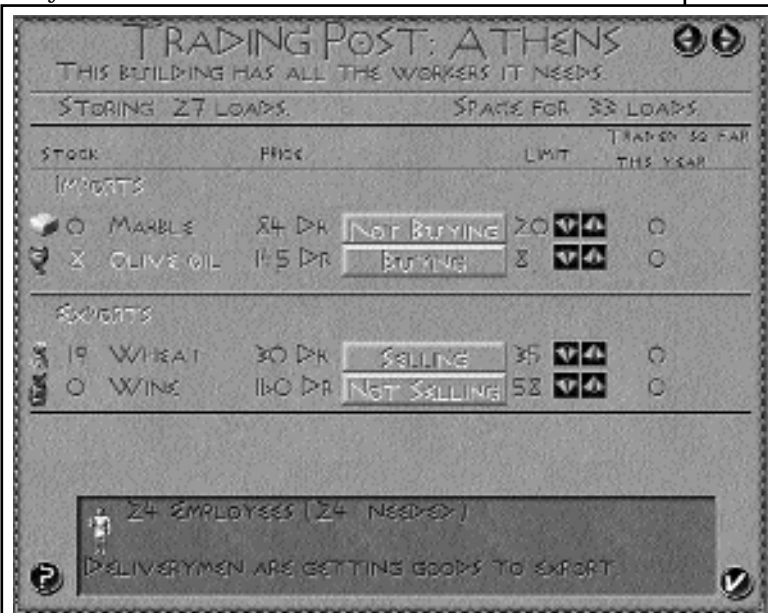 Trading Post: Athens
This building has all the workers it needs.
Storing 27 loads. Space for 33 loads.
Stock Price Limit Traded so far this year
Imports
0 Marble 84 Dr Not Buying 20 0
8 Olive oil 145 Dr Buying 8 0
Exports
19 Wheat 30 Dr Selling 35 0
0 Wine 160 Dr Not Selling 58 0
24 Employees (24 needed)
Deliverymen are getting goods to export
?